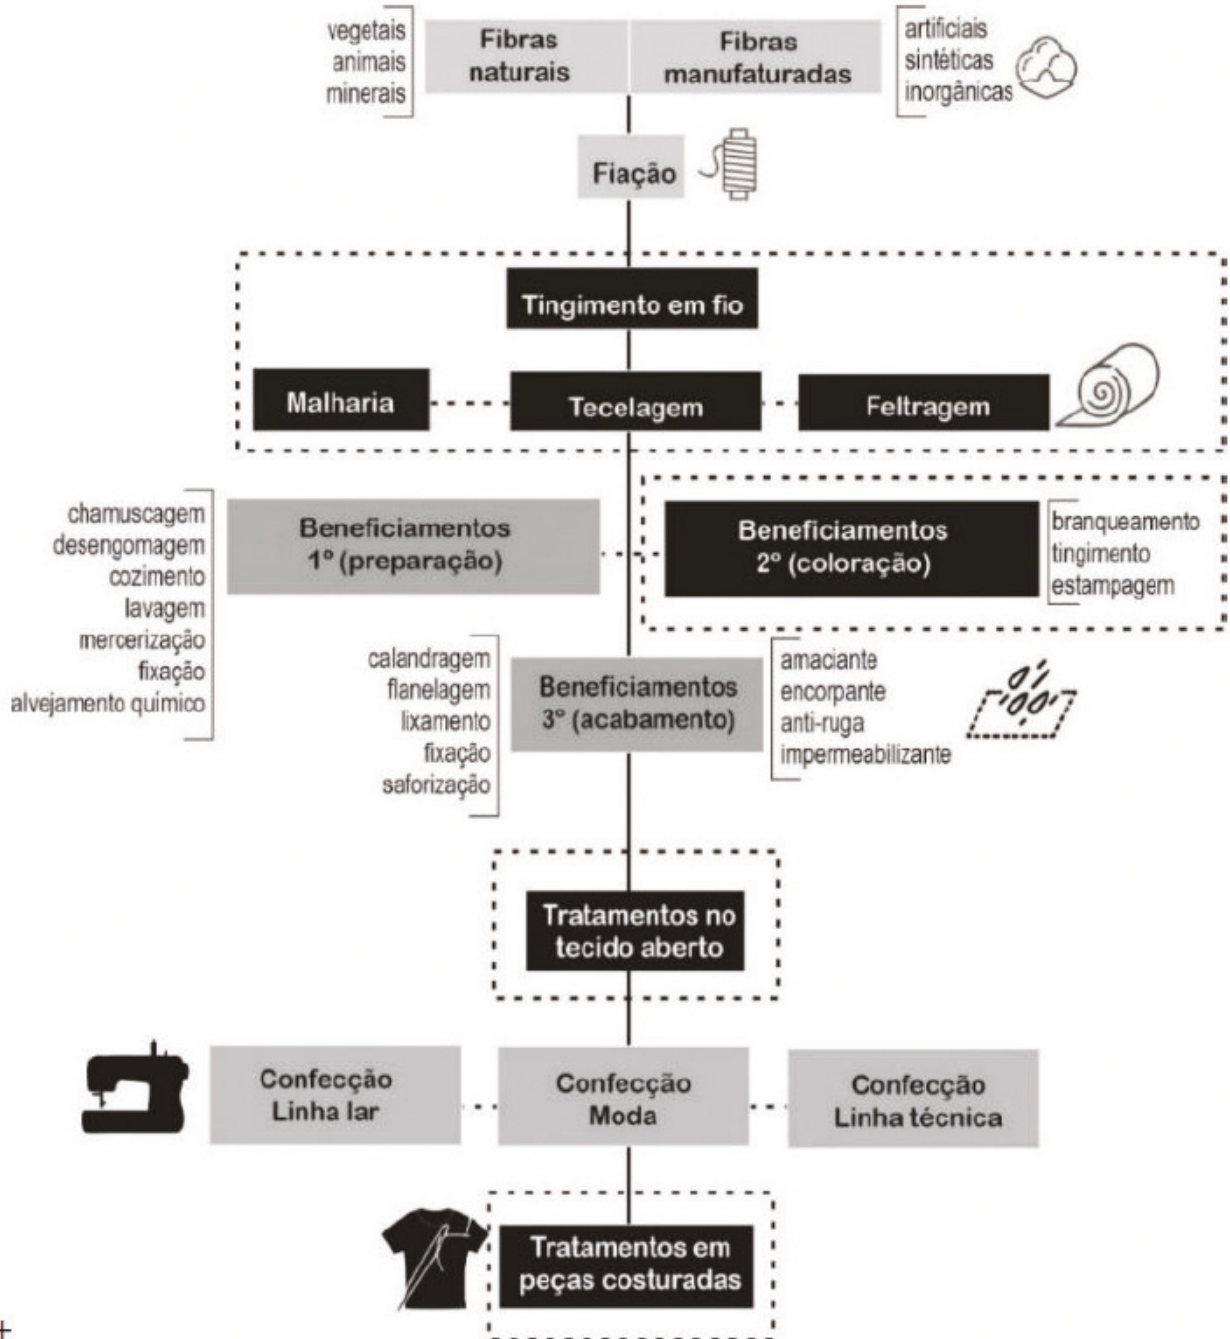 vegetais
animais
minerais
Fibras
naturais
Fibras
manufaturadas
artificiais
sintéticas
inorgânicas
Fiação
Tingimento em fio
Malharia
Tecelagem
Feltragem
chamuscagem
desengomagem
cozimento
lavagem
mercerização
fixação
alvejamento químico
Beneficiamentos
1º (preparação)
Beneficiamentos
2º (coloração)
branqueamento
tingimento
estampagem
calandragem
flanelagem
lixamento
fixação
saforização
Beneficiamentos
3º (acabamento)
amaciante
encorpante
anti-ruga
impermeabilizante
Tratamentos no
tecido aberto
Confecção
Linha lar
Confecção
Moda
Confecção
Linha técnica
Tratamentos em
peças costuradas
+